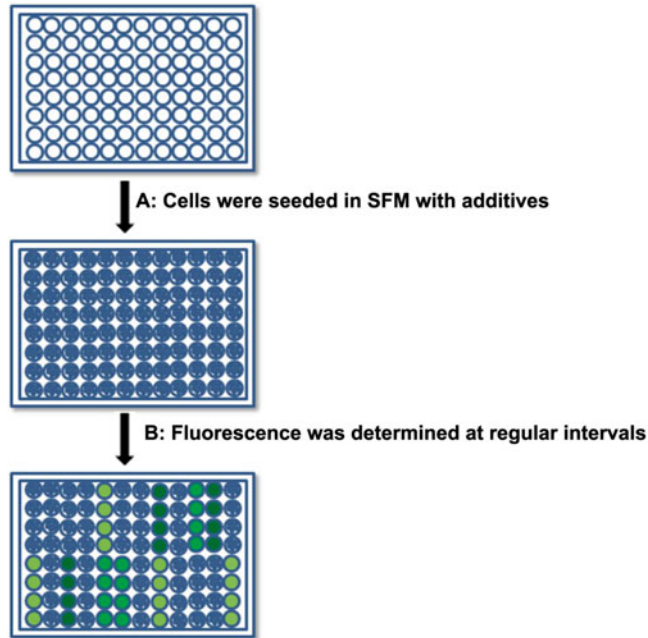 A: Cells were seeded in SFM with additives
B: Fluorescence was determined at regular intervals